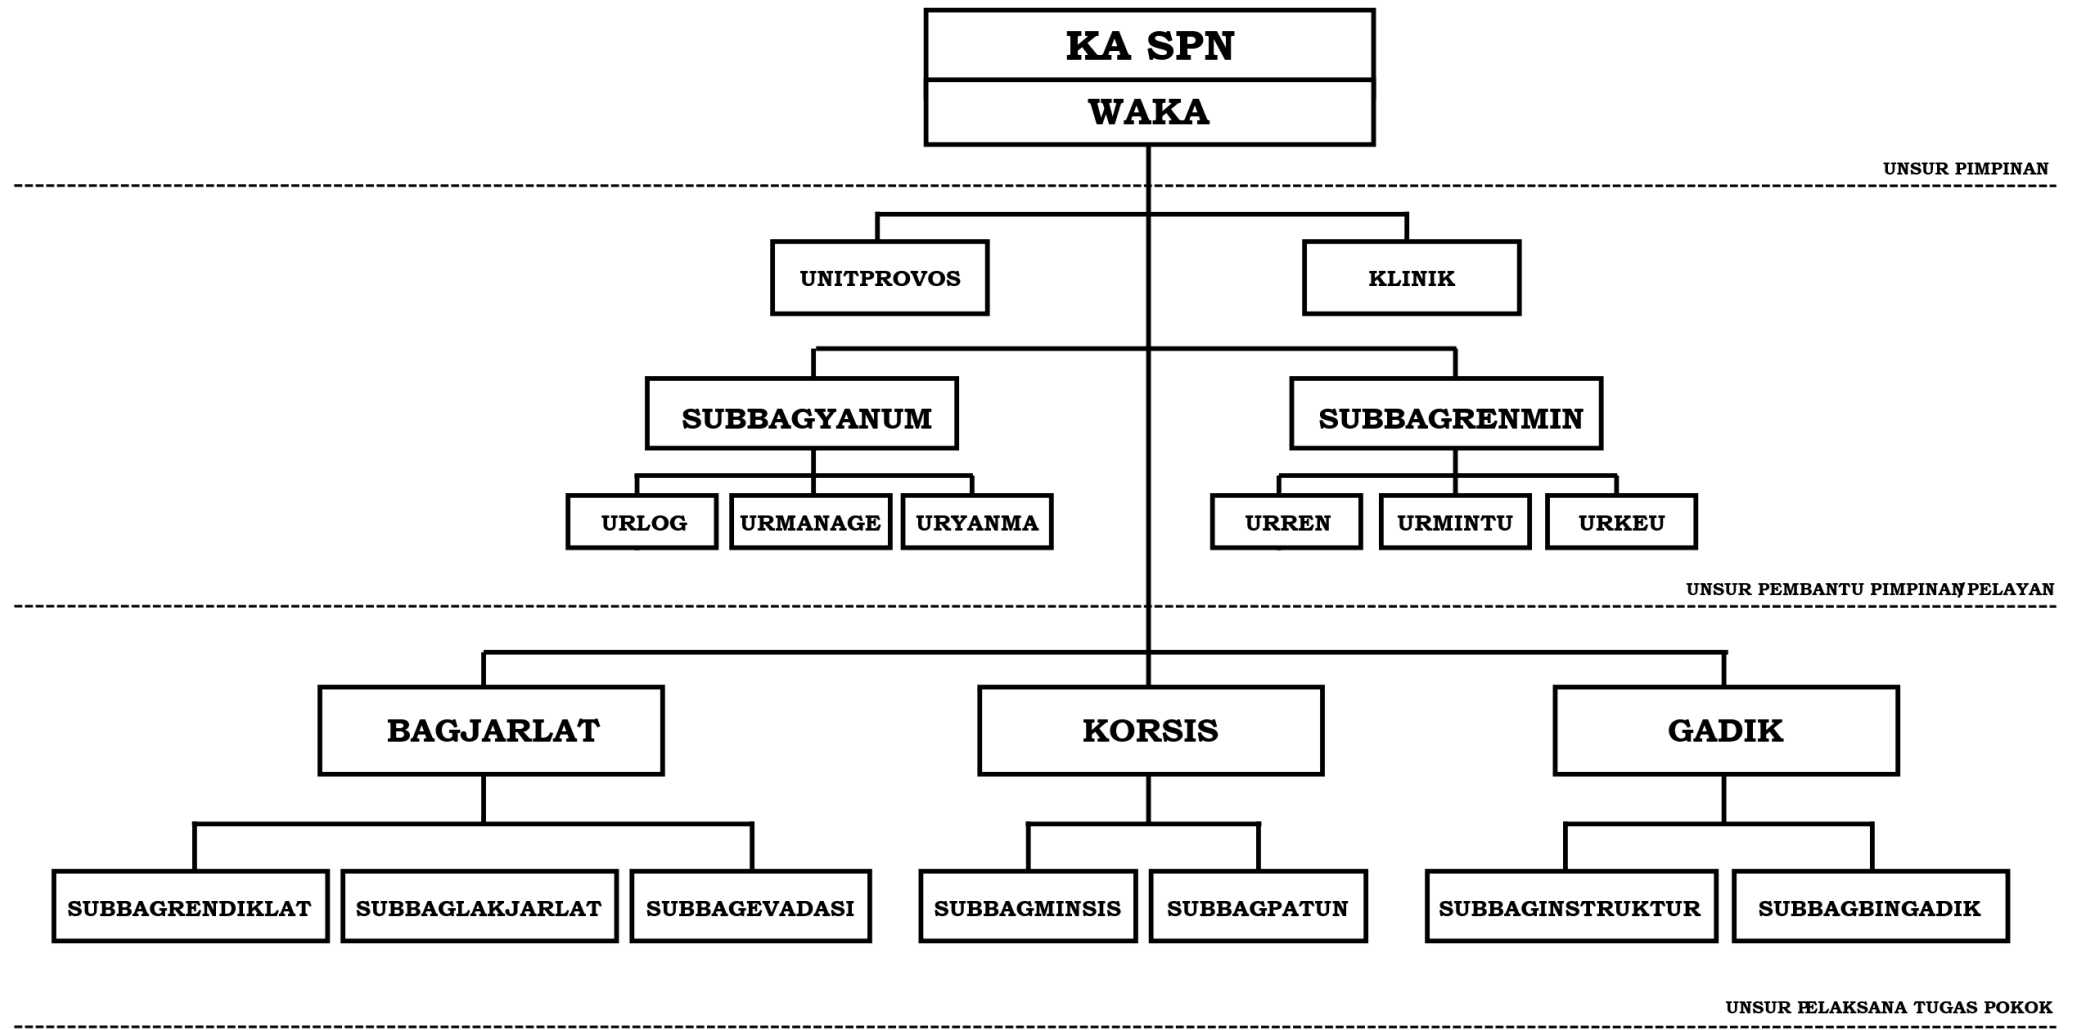 KA SPN
WAKA
UNSUR PIMPINAN
UNITPROVOS
KLINIK
SUBBAGYANUM
SUBBAGRENMIN
URLOG
URMANAGE
URYANMA
URREN
URMINTU
URKEU
UNSUR PEMBANTU PIMPINAN/PELAYAN
BAGJARLAT
KORSIS
GADIK
SUBBAGRENDIKLAT
SUBBAGLAKJARLAT
SUBBAGEVADASI
SUBBAGMINSIS
SUBBAGPATUN
SUBBAGINSTRUKTUR
SUBBAGBINGADIK
UNSUR PELAKSANA TUGAS POKOK